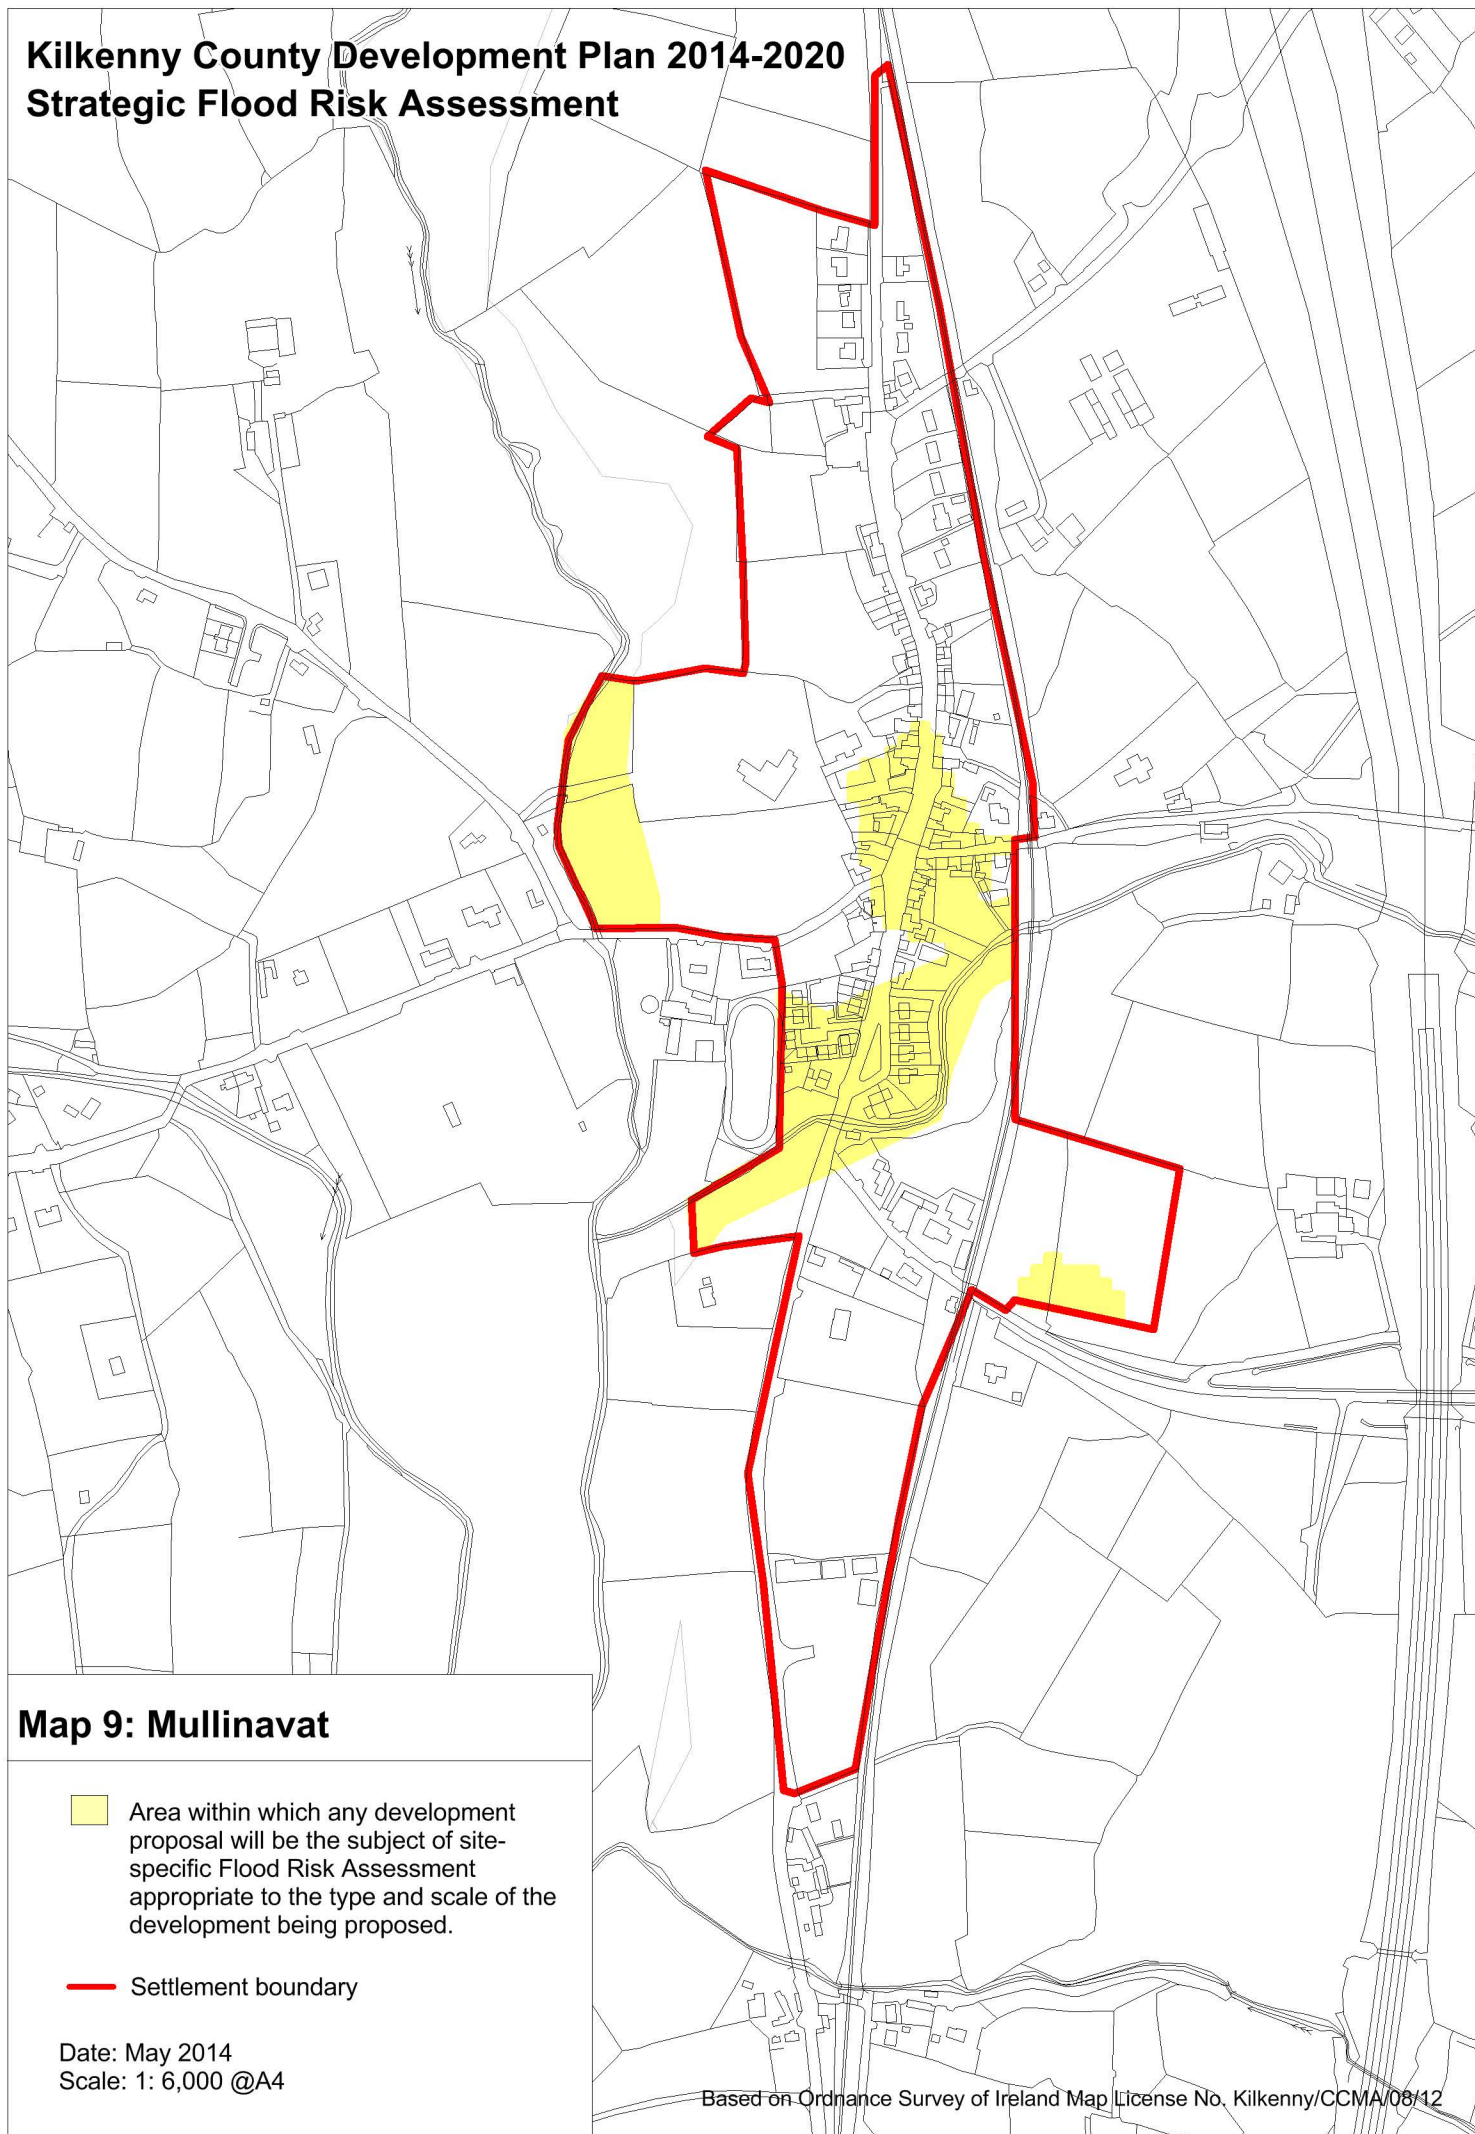 Kilkenny County Development Plan 2014-2020
Strategic Flood Risk Assessment
Map 9: Mullinavat
Area within which any development
proposal will be the subject of site-
specific Flood Risk Assessment
appropriate to the type and scale of the
development being proposed.
Settlement boundary
Date: May 2014
Scale: 1: 6,000 @A4
Based on Ordnance Survey of Ireland Map License No. Kilkenny/CCMA/08/12